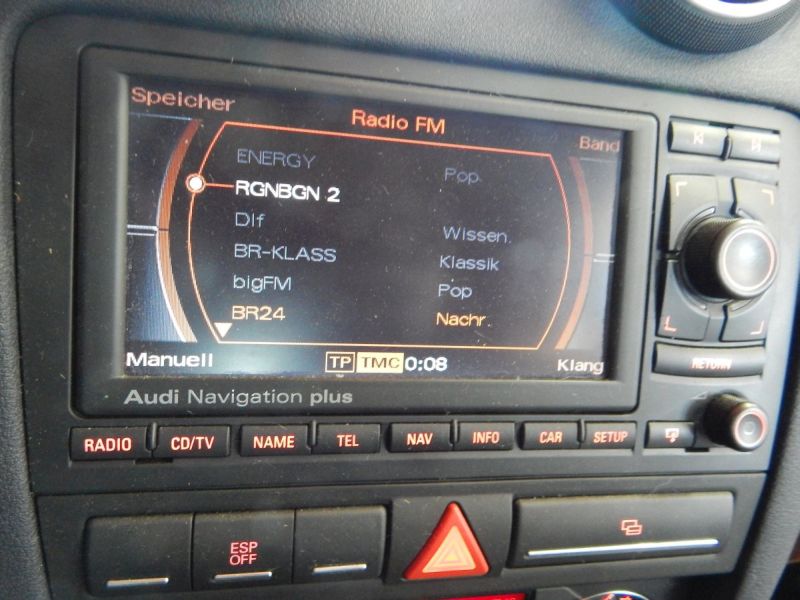 Speicher
Radio FM
Band
ENERGY Pop
RGNBGN 2
Dlf Wissen.
BR-KLASS Klassik
bigFM Pop
BR24 Nachr.
Manuell TP TMC 0:08 Klang
Audi Navigation plus
RETURN
RADIO CD/TV NAME TEL NAV INFO CAR SETUP
ESP
OFF